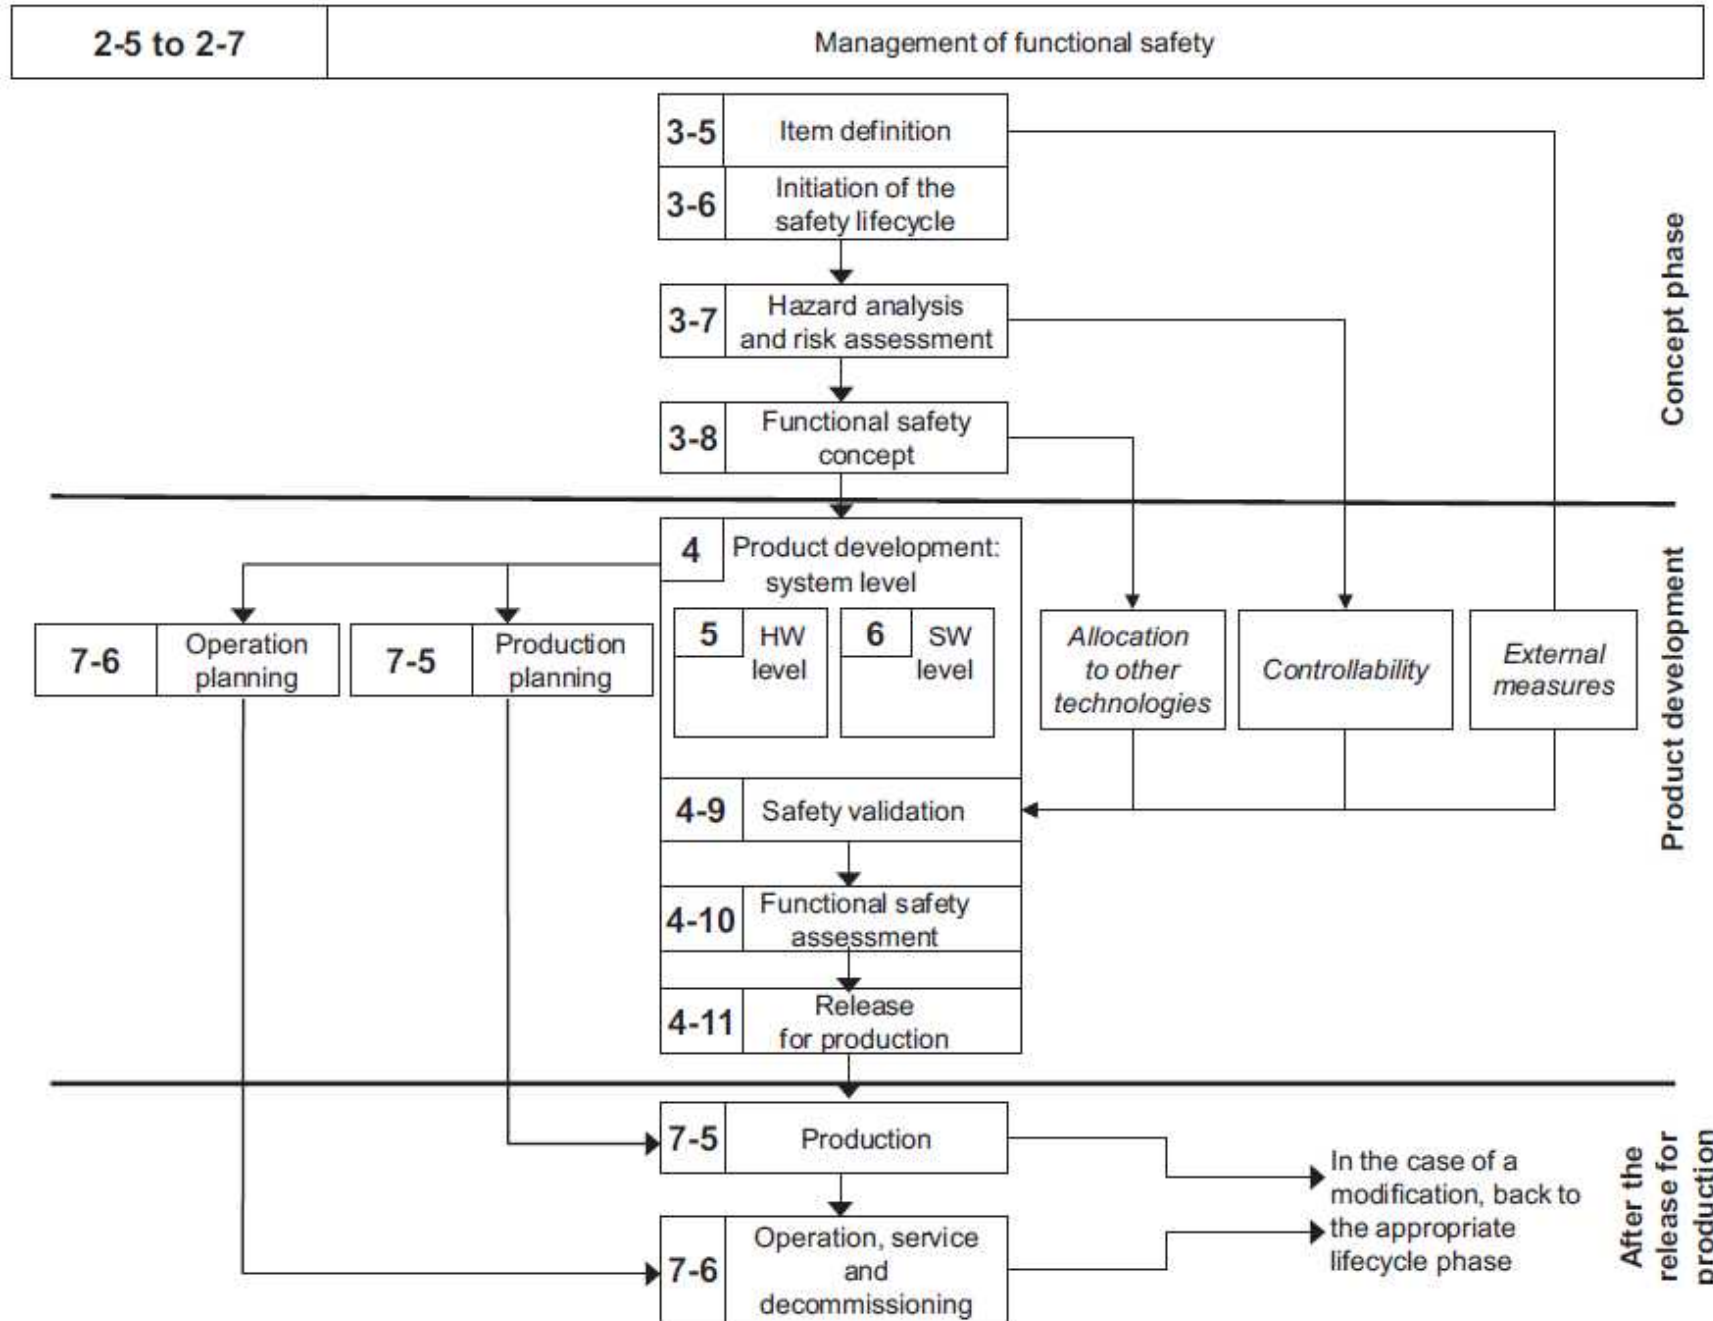 2-5 to 2-7
Management of functional safety
3-5
Item definition
3-6
Initiation of the
safety lifecycle
3-7
Hazard analysis
and risk assessment
3-8
Functional safety
concept
Concept phase
4
Product development:
system level
5
HW
level
6
SW
level
7-6
Operation
planning
7-5
Production
planning
Allocation
to other
technologies
Controllability
External
measures
4-9
Safety validation
4-10
Functional safety
assessment
4-11
Release
for production
Product development
7-5
Production
7-6
Operation, service
and
decommissioning
In the case of a
modification, back to
the appropriate
lifecycle phase
After the
release for
production